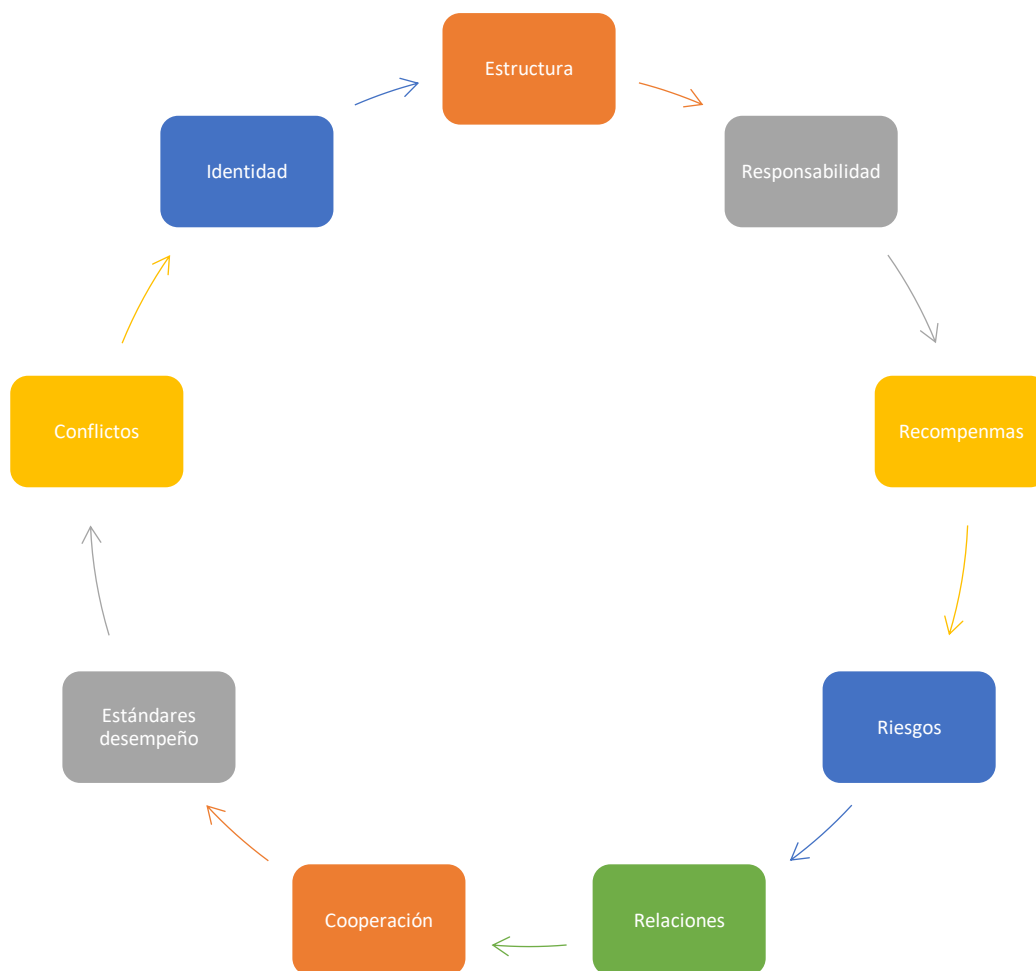 Estructura
Responsabilidad
Recompenmas
Riesgos
Relaciones
Cooperación
Estándares
desempeño
Conflictos
Identidad